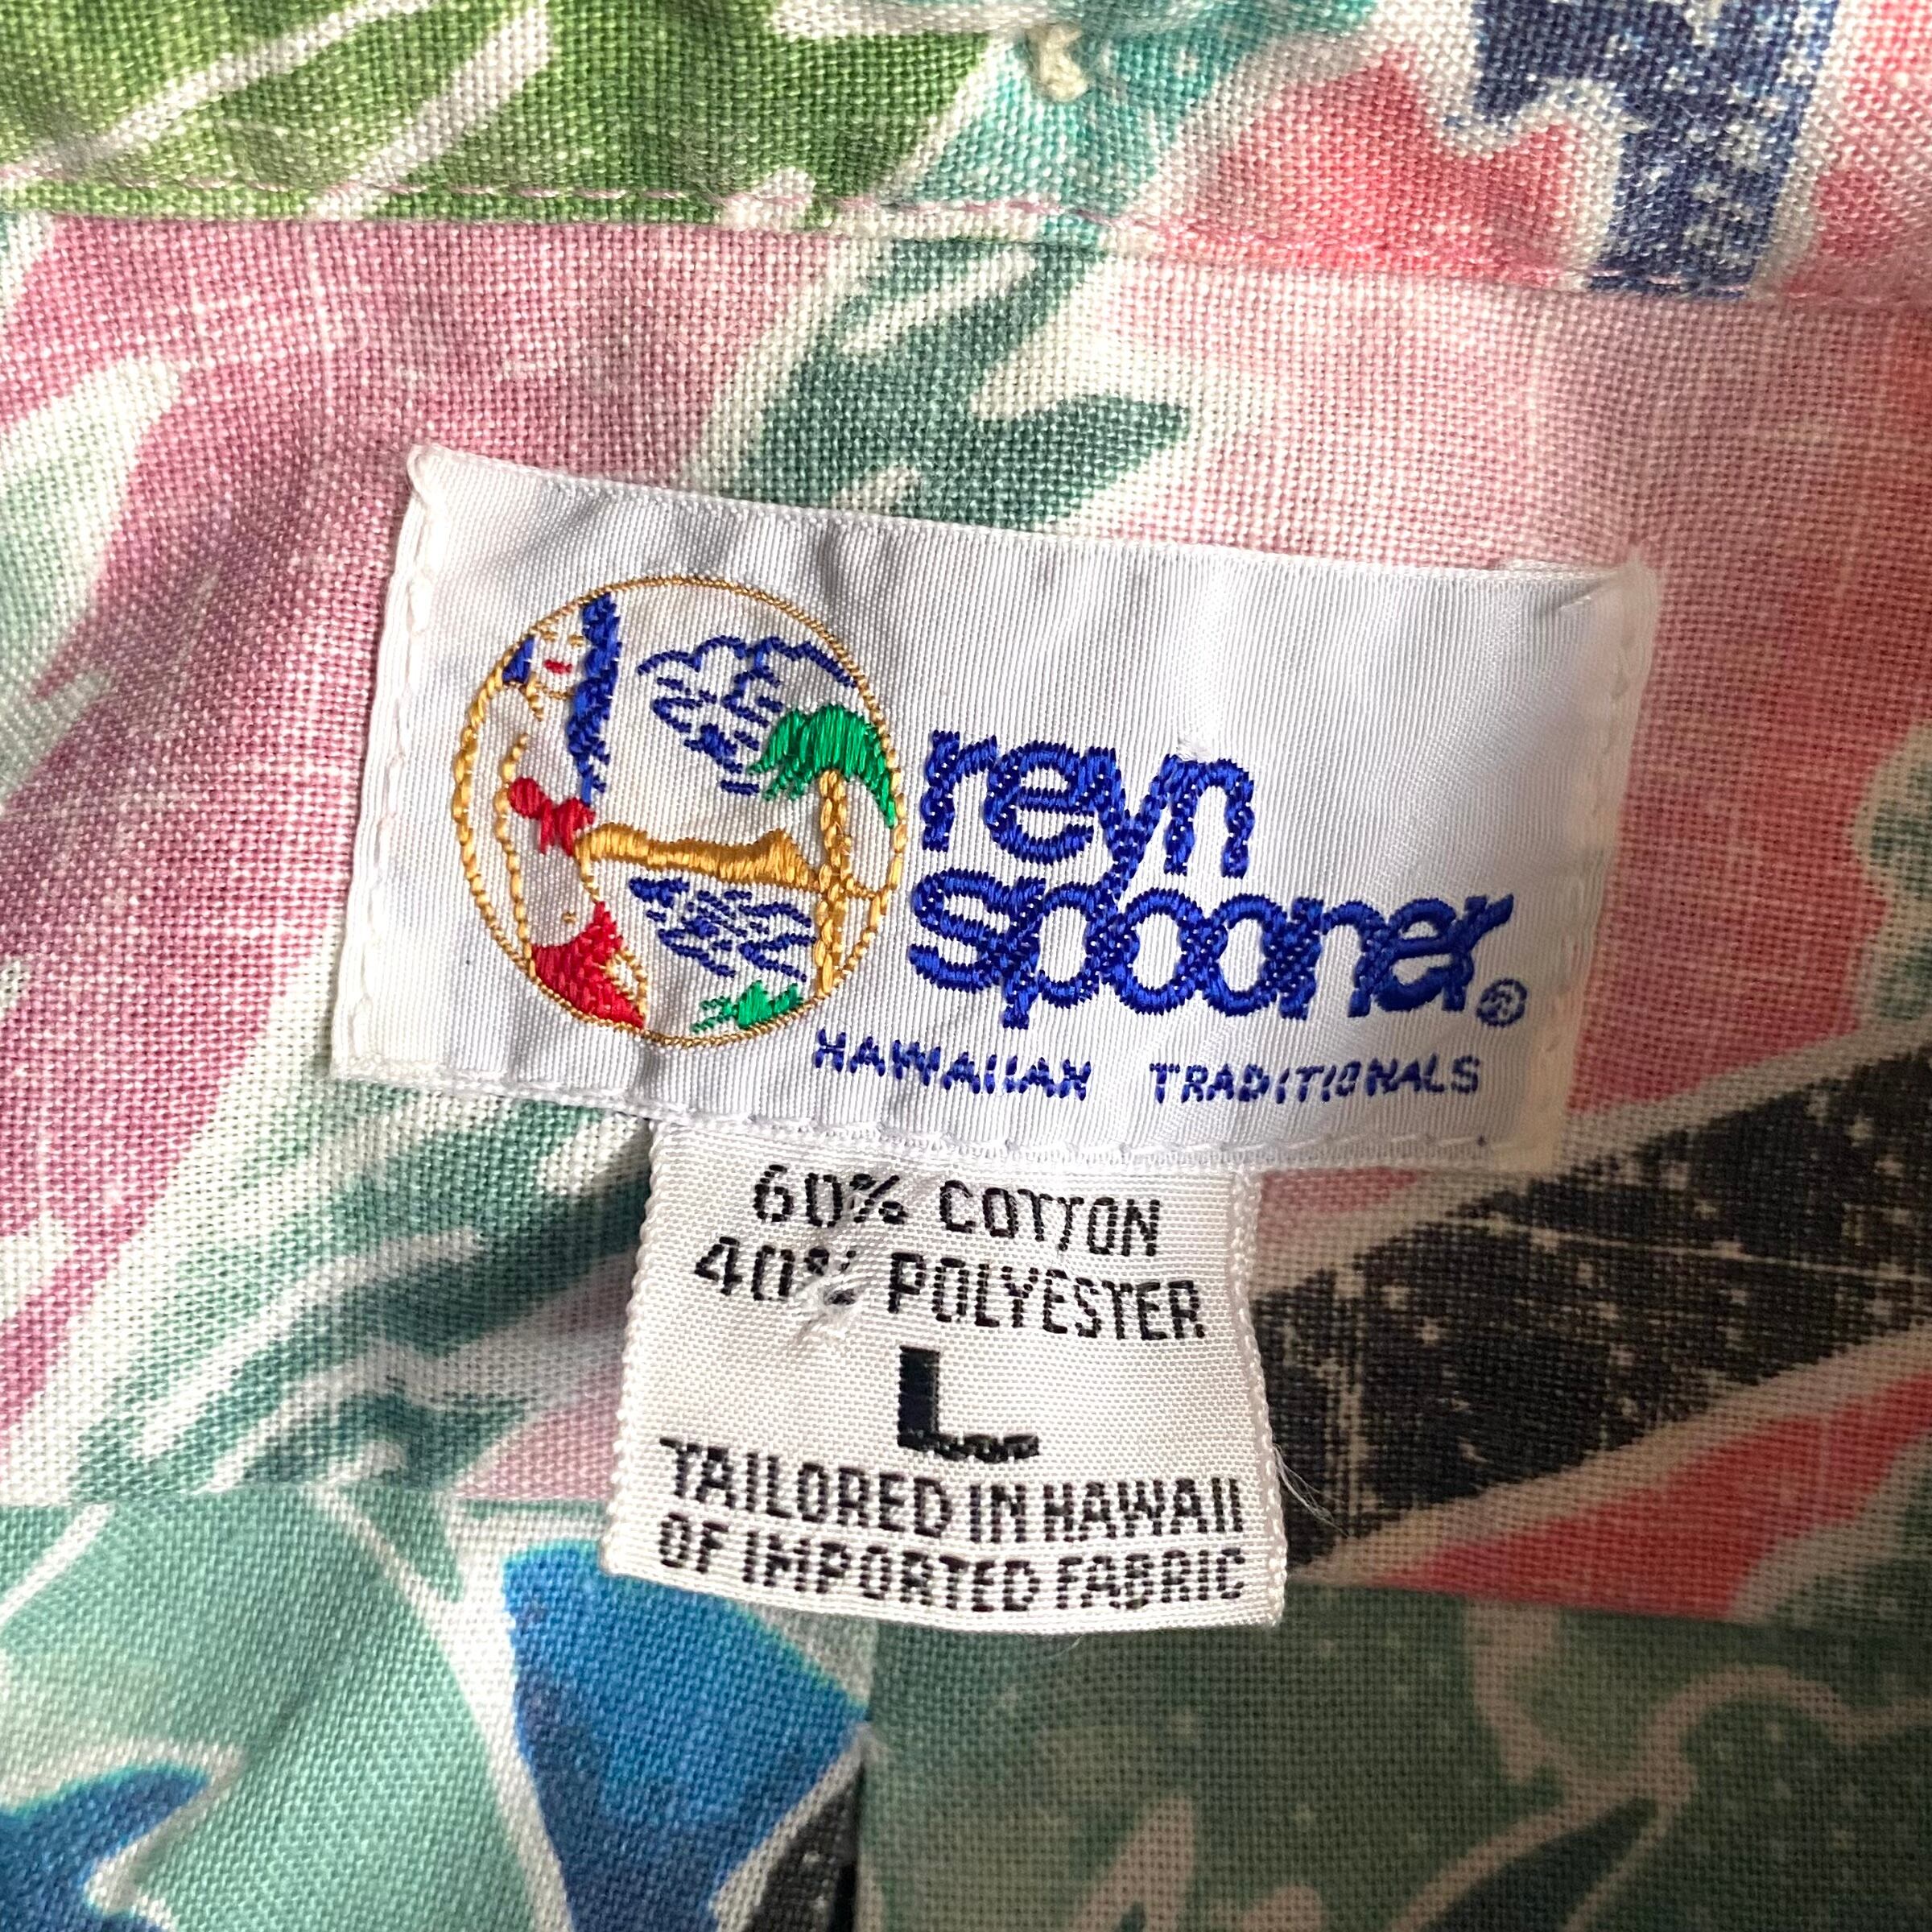 reyn
spooner®
HAWAIIAN TRADITIONALS
60% COTTON
40% POLYESTER
L
TAILORED IN HAWAII
OF IMPORTED FABRIC